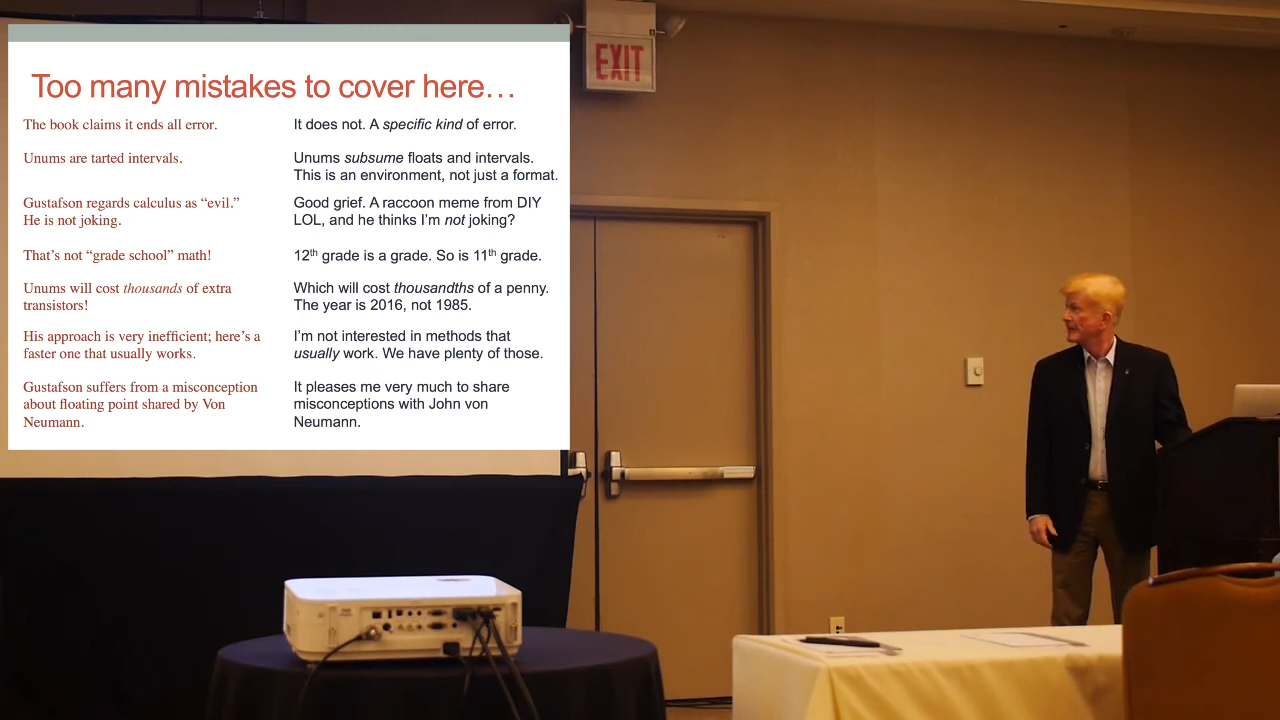 EXIT
Too many mistakes to cover here…
The book claims it ends all error.
It does not. A specific kind of error.
Unums are tarted intervals.
Unums subsume floats and intervals.
This is an environment, not just a format.
Gustafson regards calculus as “evil.”
He is not joking.
Good grief. A raccoon meme from DIY
LOL, and he thinks I’m not joking?
That’s not “grade school” math!
12th grade is a grade. So is 11th grade.
Unums will cost thousands of extra
transistors!
Which will cost thousandths of a penny.
The year is 2016, not 1985.
His approach is very inefficient; here’s a
faster one that usually works.
I’m not interested in methods that
usually work. We have plenty of those.
Gustafson suffers from a misconception
about floating point shared by Von
Neumann.
It pleases me very much to share
misconceptions with John von
Neumann.